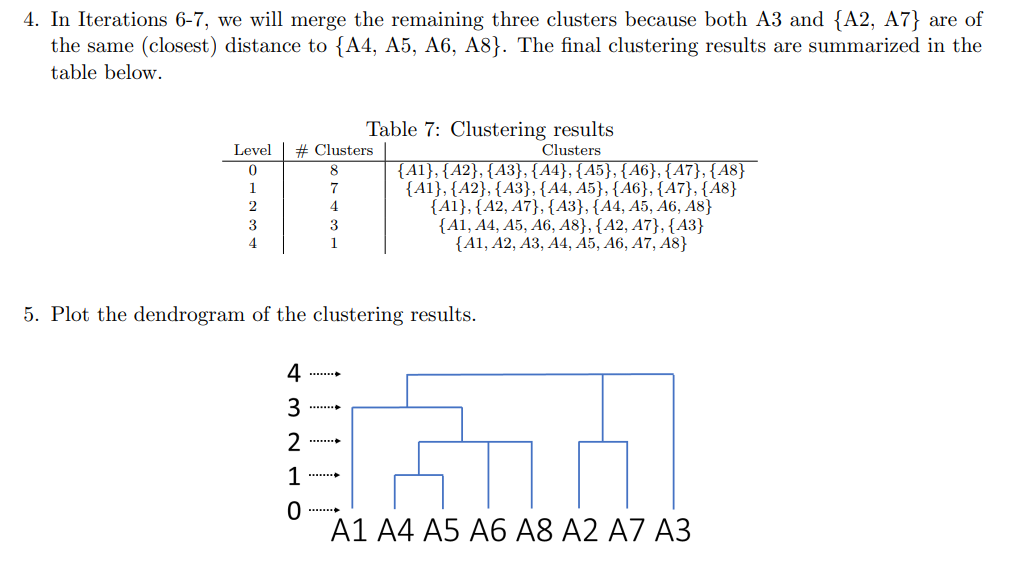 4. In Iterations 6-7, we will merge the remaining three clusters because both A3 and {A2, A7} are of
the same (closest) distance to {A4, A5, A6, A8}. The final clustering results are summarized in the
table below.
Table 7: Clustering results
Level # Clusters Clusters
0 8 {A1}, {A2}, {A3}, {A4}, {A5}, {A6}, {A7}, {A8}
1 7 {A1}, {A2}, {A3}, {A4, A5}, {A6}, {A7}, {A8}
2 4 {A1}, {A2, A7}, {A3}, {A4, A5, A6, A8}
3 3 {A1, A4, A5, A6, A8}, {A2, A7}, {A3}
4 1 {A1, A2, A3, A4, A5, A6, A7, A8}
5. Plot the dendrogram of the clustering results.
4
3
2
1
0
A1 A4 A5 A6 A8 A2 A7 A3